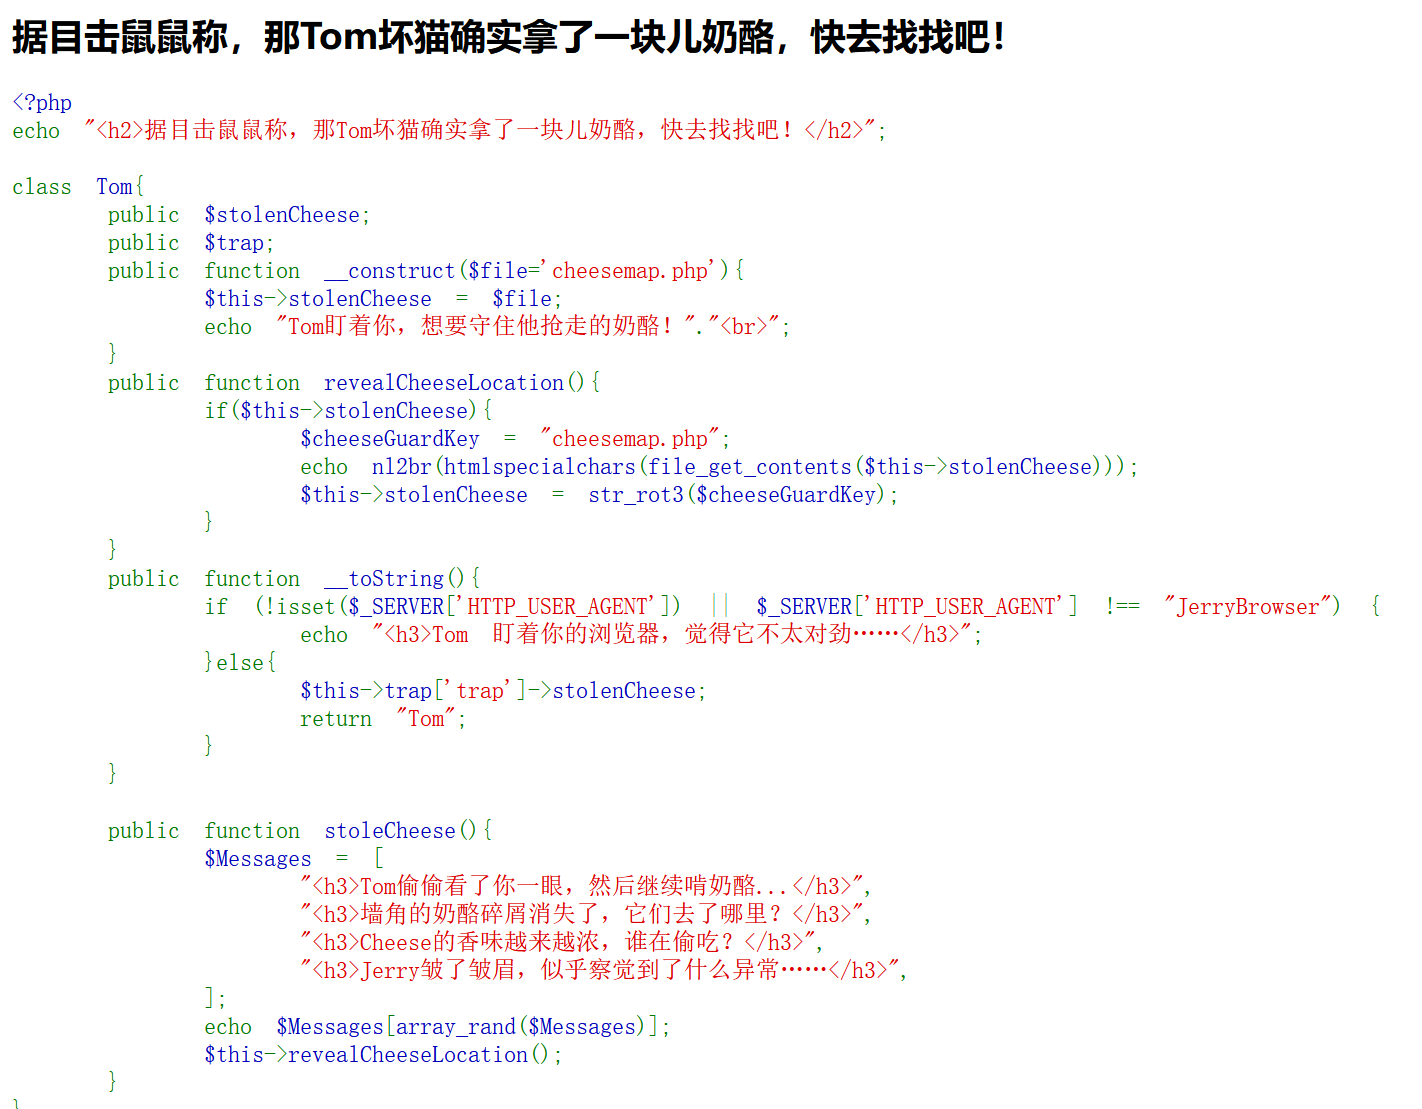 据目击鼠鼠称，那Tom坏猫确实拿了一块儿奶酪，快去找找吧！
<?php
echo "<h2>据目击鼠鼠称，那Tom坏猫确实拿了一块儿奶酪，快去找找吧！</h2>";
class Tom{
public $stolenCheese;
public $trap;
public function __construct($file='cheesemap.php'){
$this->stolenCheese = $file;
echo "Tom盯着你，想要守住他抢走的奶酪！"."<br>";
}
public function revealCheeseLocation(){
if($this->stolenCheese){
$cheeseGuardKey = "cheesemap.php";
echo nl2br(htmlspecialchars(file_get_contents($this->stolenCheese)));
$this->stolenCheese = str_rot3($cheeseGuardKey);
}
}
public function __toString(){
if (!isset($_SERVER['HTTP_USER_AGENT']) || $_SERVER['HTTP_USER_AGENT'] !== "JerryBrowser") {
echo "<h3>Tom 盯着你的浏览器，觉得它不太对劲……</h3>";
}else{
$this->trap['trap']->stolenCheese;
return "Tom";
}
}
public function stoleCheese(){
$Messages = [
"<h3>Tom偷偷看了你一眼，然后继续啃奶酪...</h3>",
"<h3>墙角的奶酪碎屑消失了，它们去了哪里？</h3>",
"<h3>Cheese的香味越来越浓，谁在偷吃？</h3>",
"<h3>Jerry皱了皱眉，似乎察觉到了什么异常……</h3>",
];
echo $Messages[array_rand($Messages)];
$this->revealCheeseLocation();
}
}